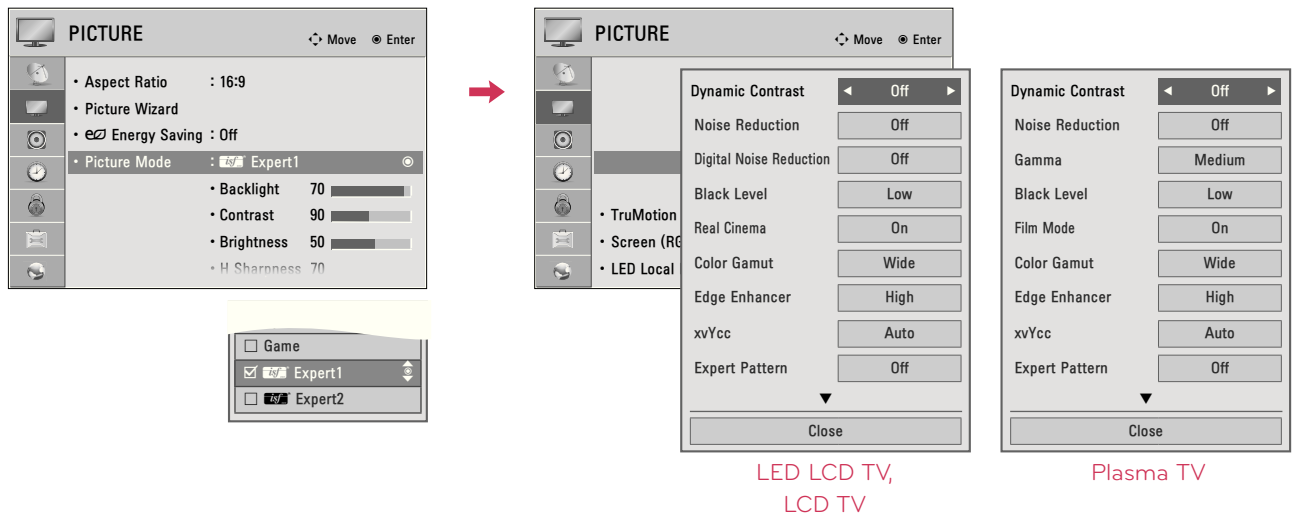 PICTURE
Move Enter
• Aspect Ratio : 16:9
• Picture Wizard
• Energy Saving : Off
• Picture Mode : isf Expert1
• Backlight 70
• Contrast 90
• Brightness 50
• H Sharpness 70
Game
isf Expert1
isf Expert2
PICTURE
Move Enter
• TruMotion
• Screen (RG
• LED Local
Dynamic Contrast ◄ Off ►
Noise Reduction Off
Digital Noise Reduction Off
Black Level Low
Real Cinema On
Color Gamut Wide
Edge Enhancer High
xvYcc Auto
Expert Pattern Off
▼
Close
LED LCD TV,
LCD TV
Dynamic Contrast ◄ Off ►
Noise Reduction Off
Gamma Medium
Black Level Low
Film Mode On
Color Gamut Wide
Edge Enhancer High
xvYcc Auto
Expert Pattern Off
▼
Close
Plasma TV